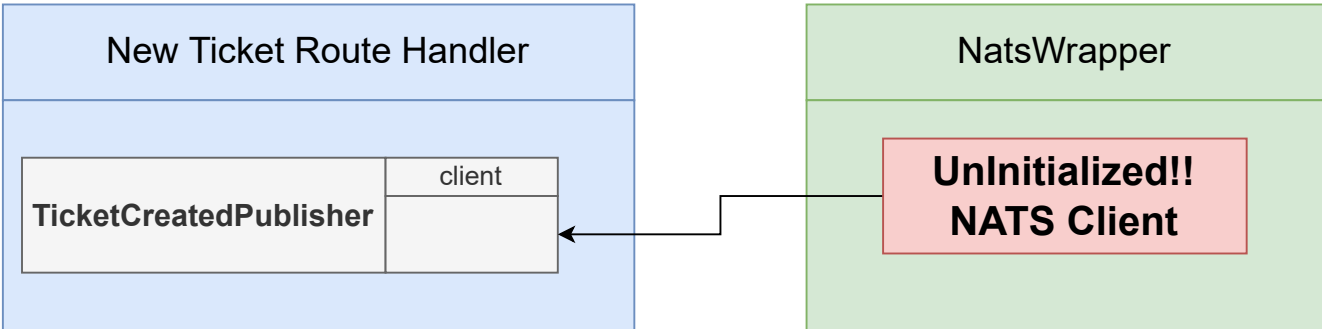 New Ticket Route Handler
NatsWrapper
TicketCreatedPublisher
client
UnInitialized!!
NATS Client